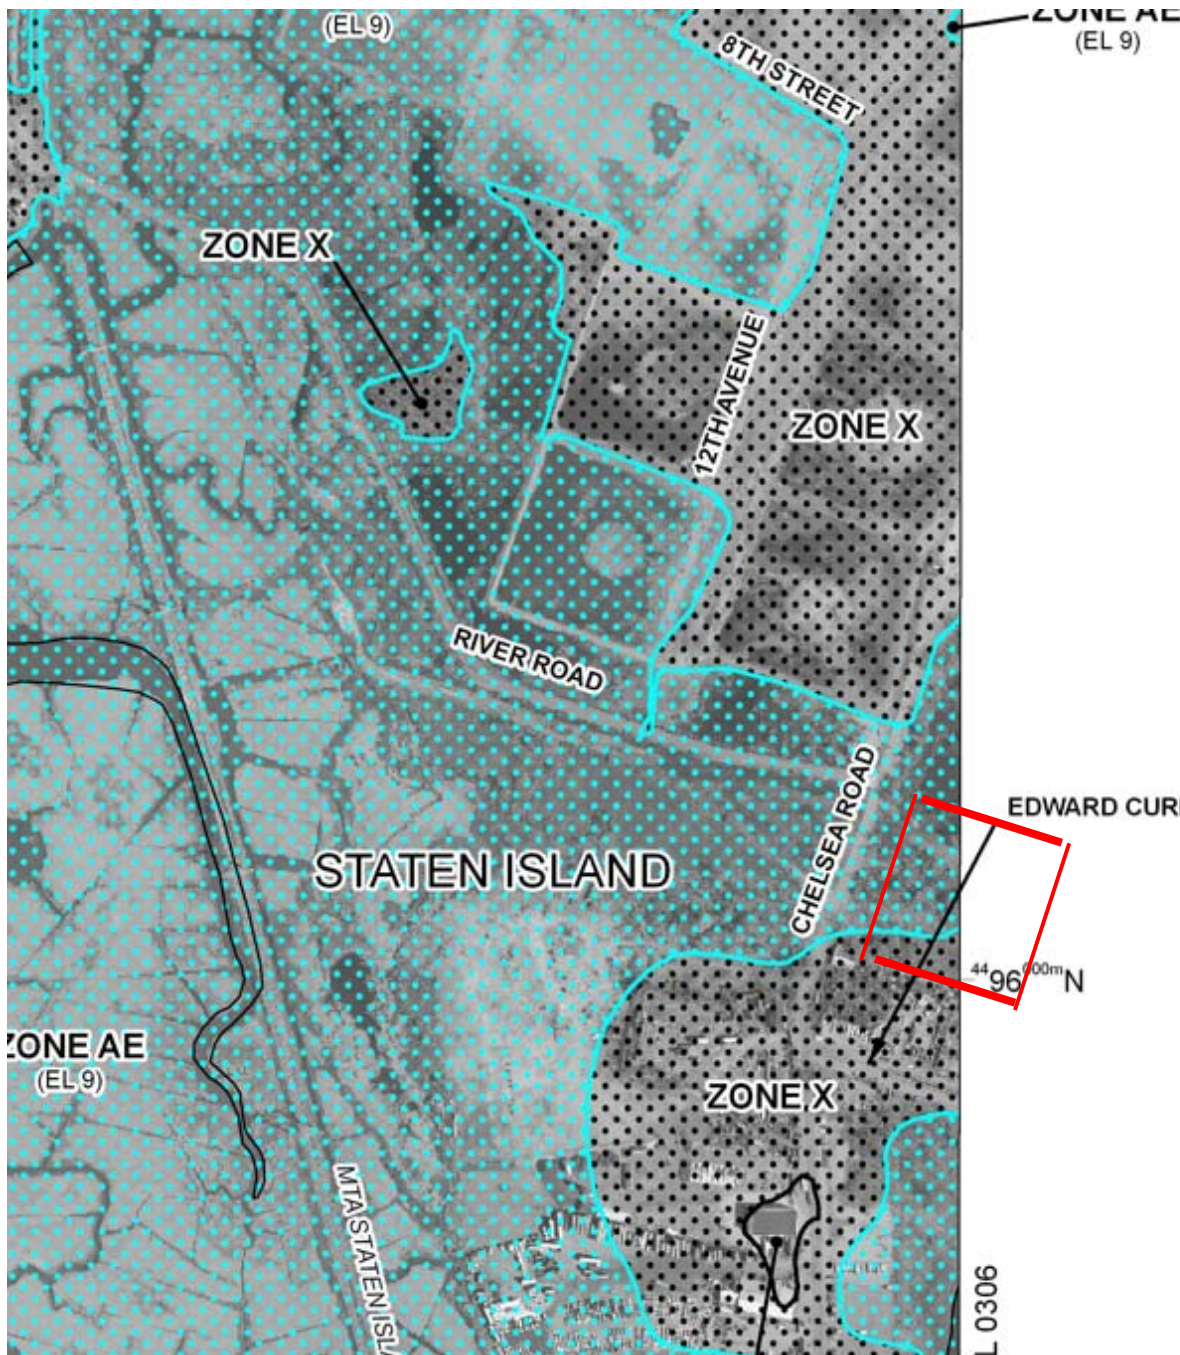 ZONE AE
(EL 9)
(EL 9)
8TH STREET
ZONE X
12TH AVENUE
ZONE X
RIVER ROAD
CHELSEA ROAD
EDWARD CUR
STATEN ISLAND
4496000m N
ZONE AE
(EL 9)
ZONE X
MTA STATEN ISLA
L 0306